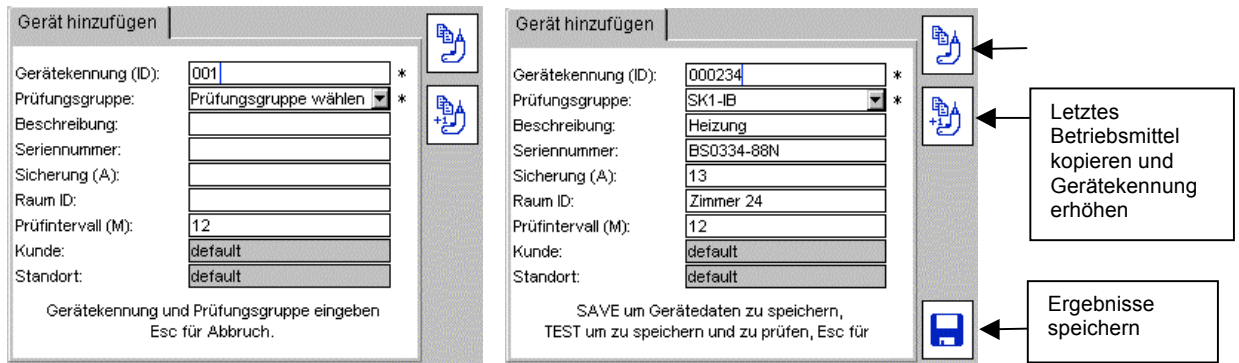 Gerät hinzufügen
Gerätekennung (ID): 001 *
Prüfungsgruppe: Prüfungsgruppe wählen *
Beschreibung:
Seriennummer:
Sicherung (A):
Raum ID:
Prüfintervall (M): 12
Kunde: default
Standort: default
Gerätekennung und Prüfungsgruppe eingeben
Esc für Abbruch.
+1
Gerät hinzufügen
Gerätekennung (ID): 000234 *
Prüfungsgruppe: SK1-IB *
Beschreibung: Heizung
Seriennummer: BS0334-88N
Sicherung (A): 13
Raum ID: Zimmer 24
Prüfintervall (M): 12
Kunde: default
Standort: default
SAVE um Gerätedaten zu speichern,
TEST um zu speichern und zu prüfen, Esc für
+1
Letztes
Betriebsmittel
kopieren und
Gerätekennung
erhöhen
Ergebnisse
speichern